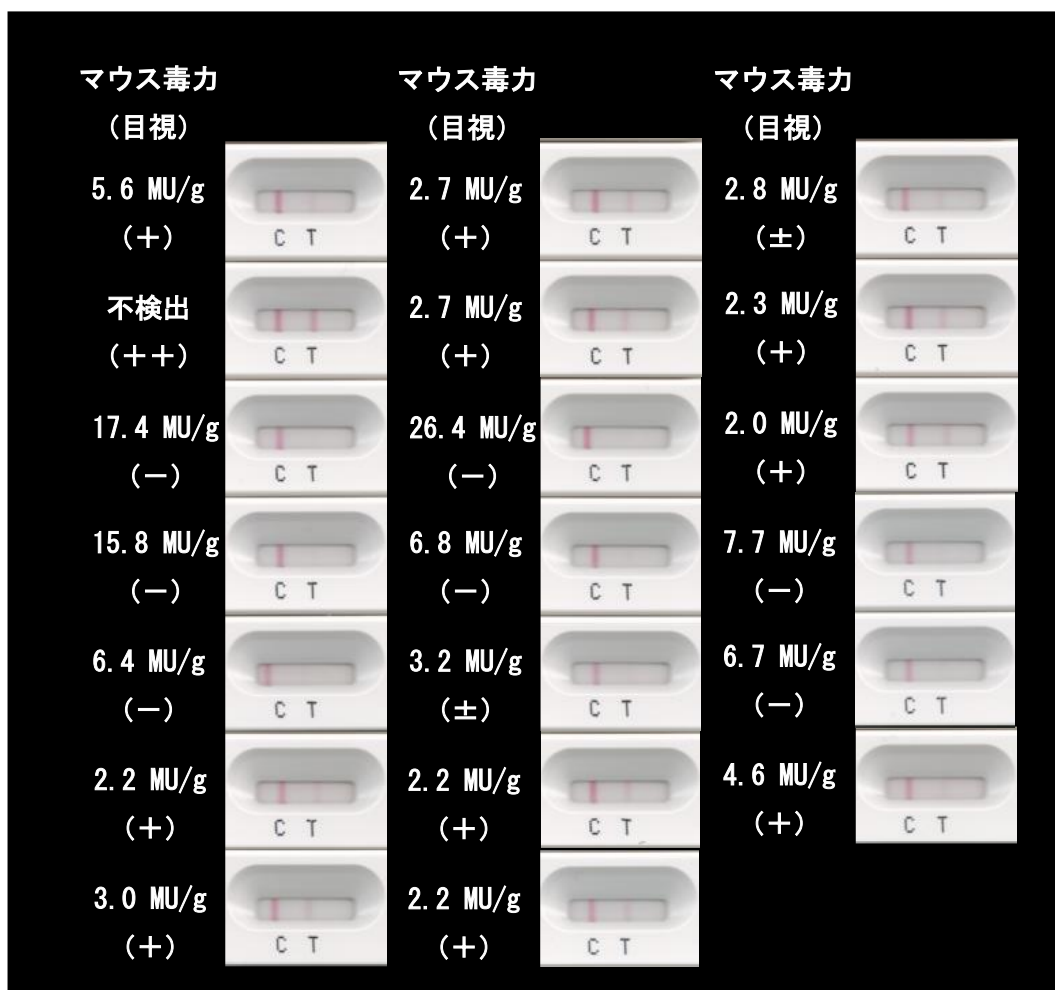 マウス毒力
(目視)
5.6 MU/g
(+)
C T
不検出
(++)
C T
17.4 MU/g
(−)
C T
15.8 MU/g
(−)
C T
6.4 MU/g
(−)
C T
2.2 MU/g
(+)
C T
3.0 MU/g
(+)
C T
マウス毒力
(目視)
2.7 MU/g
(+)
C T
2.7 MU/g
(+)
C T
26.4 MU/g
(−)
C T
6.8 MU/g
(−)
C T
3.2 MU/g
(±)
C T
2.2 MU/g
(+)
C T
2.2 MU/g
(+)
C T
マウス毒力
(目視)
2.8 MU/g
(±)
C T
2.3 MU/g
(+)
C T
2.0 MU/g
(+)
C T
7.7 MU/g
(−)
C T
6.7 MU/g
(−)
C T
4.6 MU/g
(+)
C T